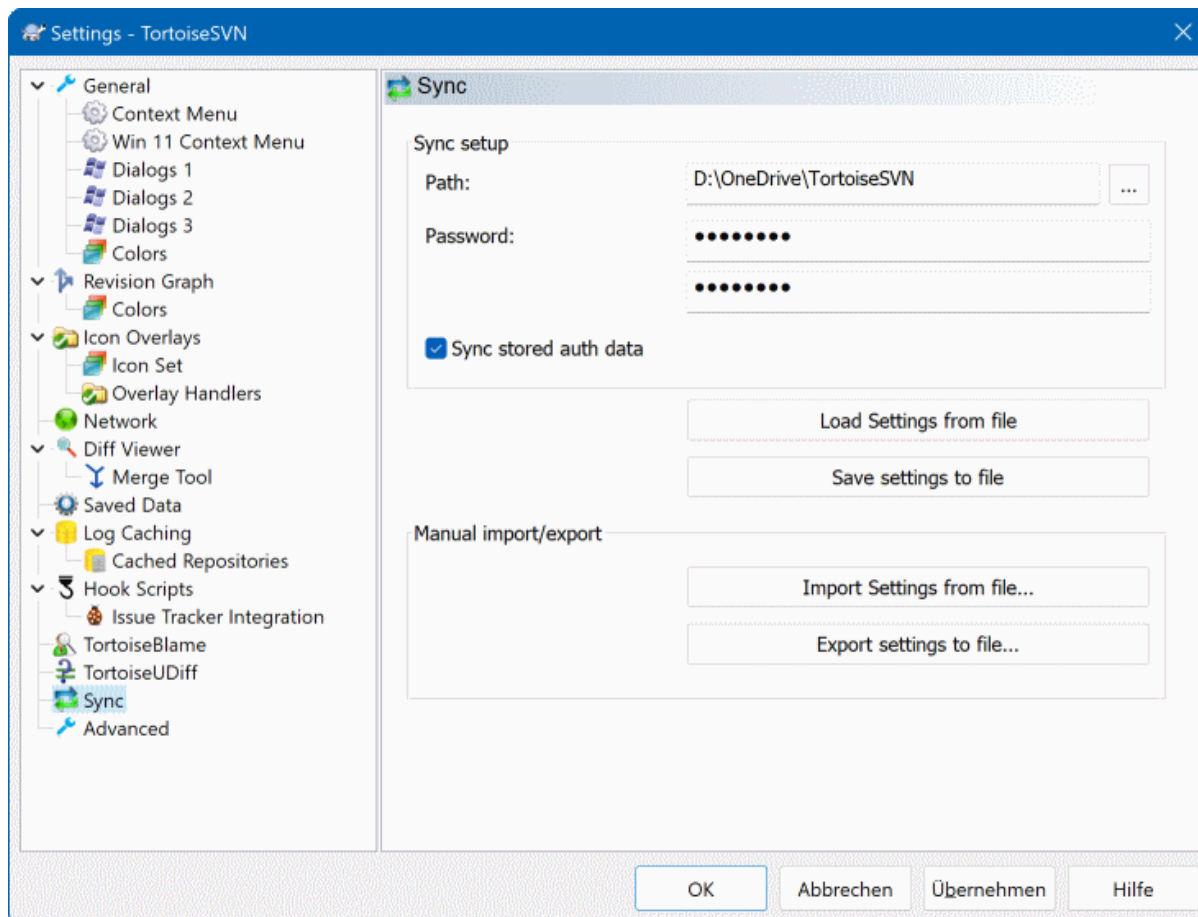 Settings - TortoiseSVN
General
Context Menu
Win 11 Context Menu
Dialogs 1
Dialogs 2
Dialogs 3
Colors
Revision Graph
Colors
Icon Overlays
Icon Set
Overlay Handlers
Network
Diff Viewer
Merge Tool
Saved Data
Log Caching
Cached Repositories
Hook Scripts
Issue Tracker Integration
TortoiseBlame
TortoiseUDiff
Sync
Advanced
Sync
Sync setup
Path: D:\OneDrive\TortoiseSVN ...
Password: ●●●●●●●●
●●●●●●●●
Sync stored auth data
Load Settings from file
Save settings to file
Manual import/export
Import Settings from file...
Export settings to file...
OK Abbrechen Übernehmen Hilfe